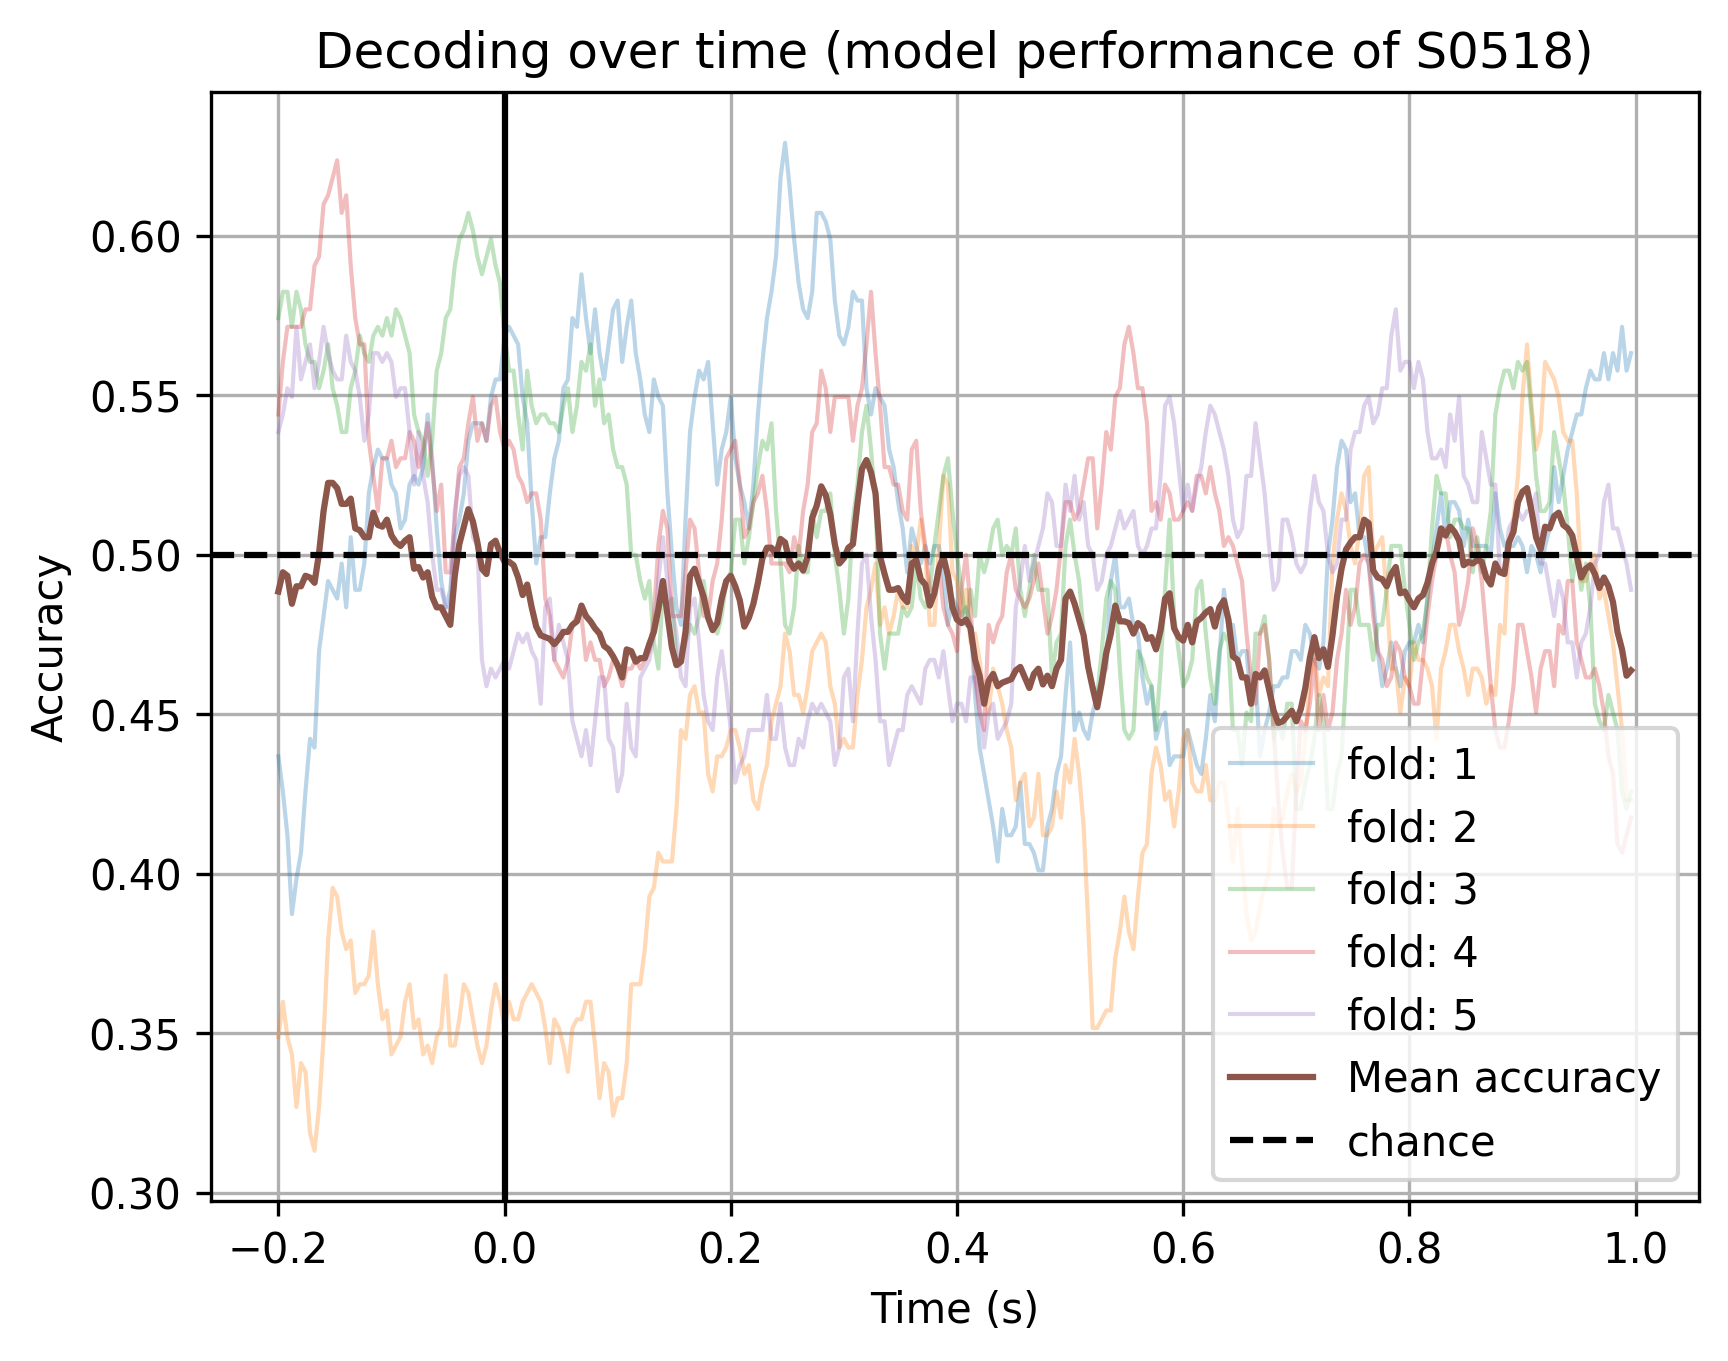 Decoding over time (model performance of S0518)
Accuracy
0.60
0.55
0.50
0.45
0.40
0.35
0.30
−0.2 0.0 0.2 0.4 0.6 0.8 1.0
Time (s)
fold: 1
fold: 2
fold: 3
fold: 4
fold: 5
Mean accuracy
chance